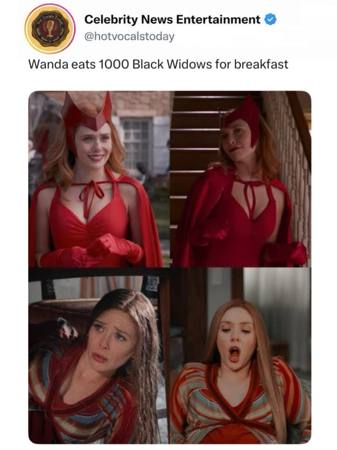 Celebrity News Entertainment
@hotvocalstoday
Wanda eats 1000 Black Widows for breakfast